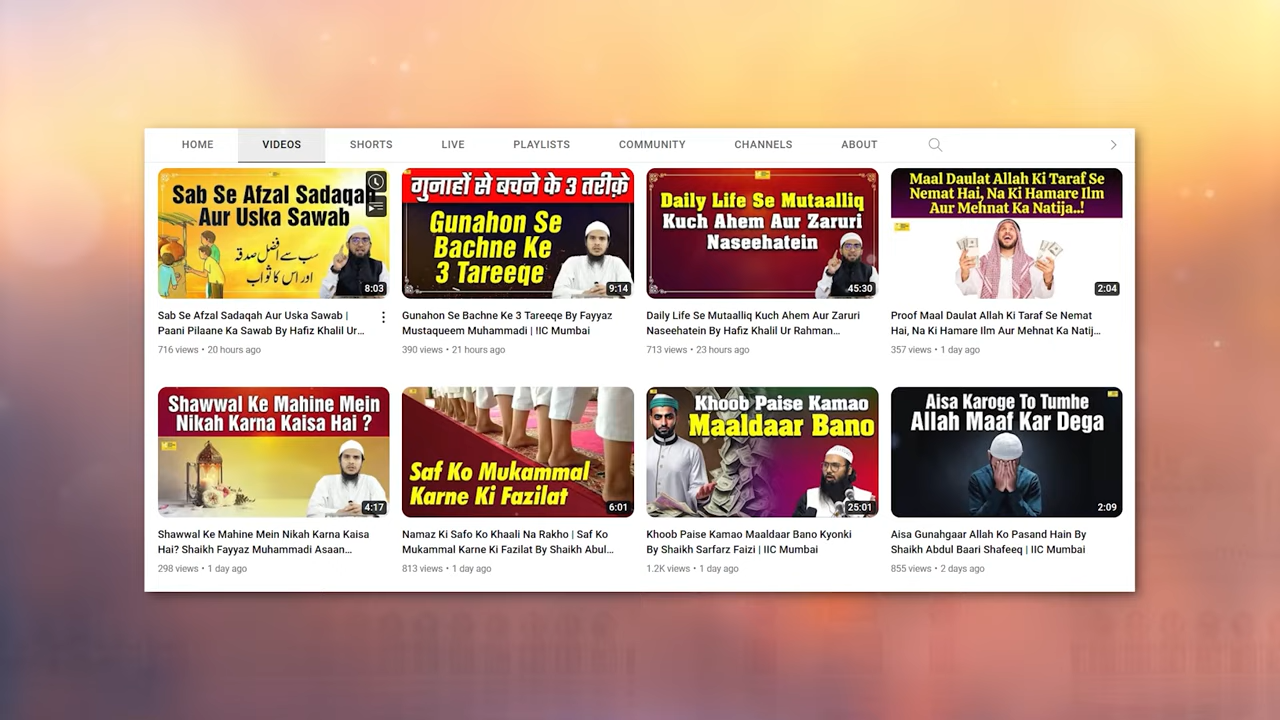 HOME VIDEOS SHORTS LIVE PLAYLISTS COMMUNITY CHANNELS ABOUT
Sab Se Afzal Sadaqah
Aur Uska Sawab
سب سے افضل صدقہ
اور اس کا ثواب
8:03
गुनाहों से बचने के 3 तरीक़े
Gunahon Se
Bachne Ke
3 Tareeqe
9:14
Daily Life Se Mutaalliq
Kuch Ahem Aur Zaruri
Naseehatein
45:30
Maal Daulat Allah Ki Taraf Se
Nemat Hai, Na Ki Hamare Ilm
Aur Mehnat Ka Natija..!
2:04
Sab Se Afzal Sadaqah Aur Uska Sawab |
Paani Pilaane Ka Sawab By Hafiz Khalil Ur...
716 views • 20 hours ago
Gunahon Se Bachne Ke 3 Tareeqe By Fayyaz
Mustaqueem Muhammadi | !IC Mumbai
390 views • 21 hours ago
Daily Life Se Mutaalliq Kuch Ahem Aur Zaruri
Naseehatein By Hafiz Khalil Ur Rahman...
713 views • 23 hours ago
Proof Maal Daulat Allah Ki Taraf Se Nemat
Hai, Na Ki Hamare Ilm Aur Mehnat Ka Natij...
357 views • 1 day ago
Shawwal Ke Mahine Mein
Nikah Karna Kaisa Hai ?
4:17
Saf Ko Mukammal
Karne Ki Fazilat
6:01
Khoob Paise Kamao
Maaldaar Bano
25:01
Aisa Karoge To Tumhe
Allah Maaf Kar Dega
2:09
Shawwal Ke Mahine Mein Nikah Karna Kaisa
Hai? Shaikh Fayyaz Muhammadi Asaan...
298 views • 1 day ago
Namaz Ki Safo Ko Khaali Na Rakho | Saf Ko
Mukammal Karne Ki Fazilat By Shaikh Abul...
813 views • 1 day ago
Khoob Paise Kamao Maaldaar Bano Kyonki
By Shaikh Sarfarz Faizi | IIC Mumbai
1.2K views • 1 day ago
Aisa Gunahgaar Allah Ko Pasand Hain By
Shaikh Abdul Baari Shafeeq | IIC Mumbai
855 views • 2 days ago